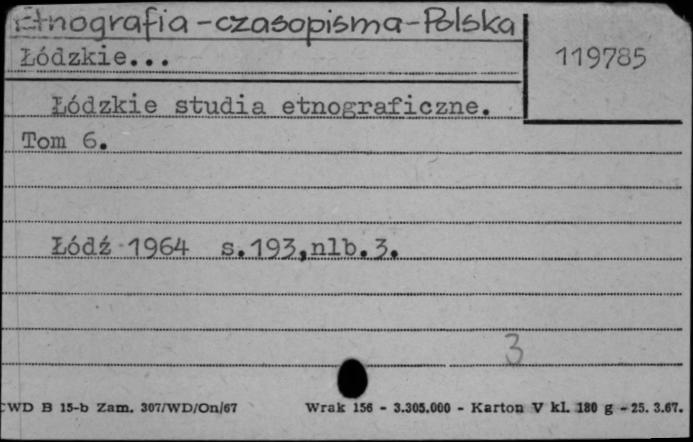 Etnografia-czasopisma-Polska
Łódzkie...
119785
Łódzkie studia etnograficzne.
Tom 6.
Łódź 1964 s.193,nlb.3.
3
CWD B 15-b Zam. 307/WD/On/67
Wrak 156 - 3.305.000 - Karton V kl. 180 g - 25. 3.67.